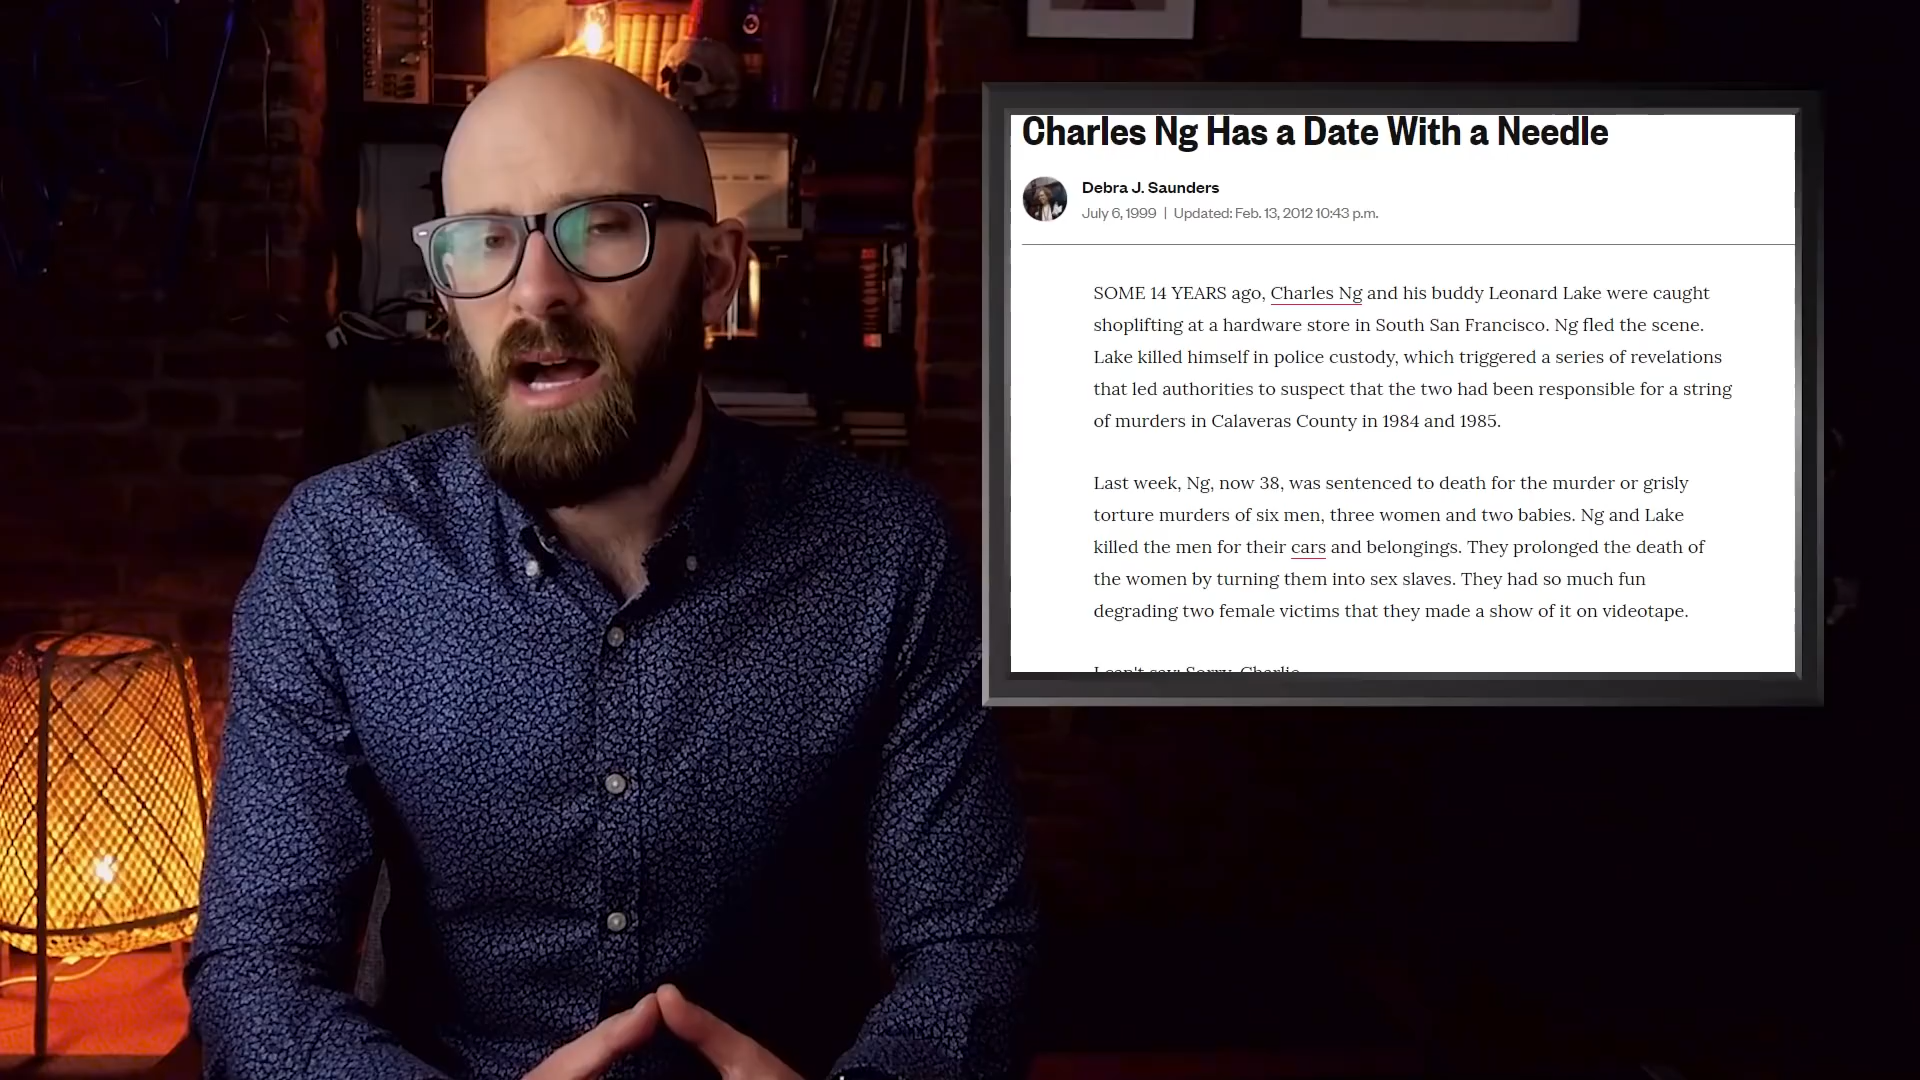 Charles Ng Has a Date With a Needle
Debra J. Saunders
July 6, 1999 | Updated: Feb. 13, 2012 10:43 p.m.
SOME 14 YEARS ago, Charles Ng and his buddy Leonard Lake were caught
shoplifting at a hardware store in South San Francisco. Ng fled the scene.
Lake killed himself in police custody, which triggered a series of revelations
that led authorities to suspect that the two had been responsible for a string
of murders in Calaveras County in 1984 and 1985.
Last week, Ng, now 38, was sentenced to death for the murder or grisly
torture murders of six men, three women and two babies. Ng and Lake
killed the men for their cars and belongings. They prolonged the death of
the women by turning them into sex slaves. They had so much fun
degrading two female victims that they made a show of it on videotape.
I can't say: Sorry, Charlie.